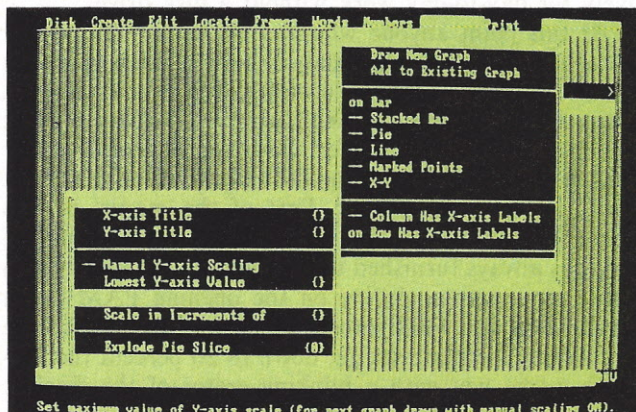 Disk Create Edit Locate Frames Words Numbers Print
Draw New Graph
Add to Existing Graph
on Bar
— Stacked Bar
— Pie
— Line
— Marked Points
— X-Y
— Column Has X-axis Labels
on Row Has X-axis Labels
X-axis Title {}
Y-axis Title {}
— Manual Y-axis Scaling
Lowest Y-axis Value {}
Scale in Increments of {}
Explode Pie Slice {0}
Set maximum value of Y-axis scale (for next graph drawn with manual scaling ON).